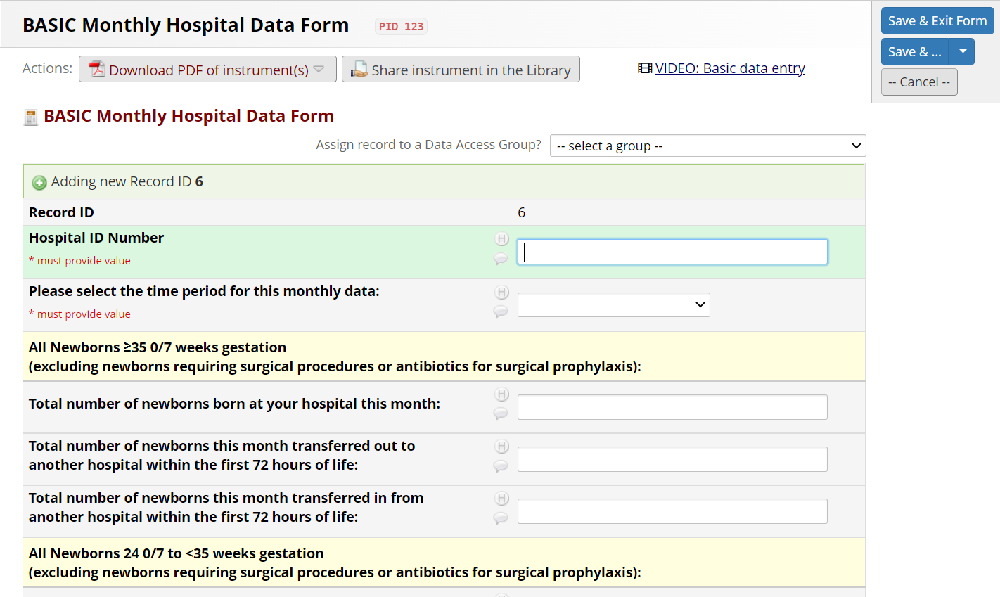 BASIC Monthly Hospital Data Form
PID 123
Save & Exit Form
Save & ...
-- Cancel --
Actions:
Download PDF of instrument(s)
Share instrument in the Library
VIDEO: Basic data entry
BASIC Monthly Hospital Data Form
Assign record to a Data Access Group?
-- select a group --
Adding new Record ID 6
Record ID
6
Hospital ID Number
* must provide value
H
Please select the time period for this monthly data:
* must provide value
H
All Newborns ≥35 0/7 weeks gestation
(excluding newborns requiring surgical procedures or antibiotics for surgical prophylaxis):
Total number of newborns born at your hospital this month:
H
Total number of newborns this month transferred out to
another hospital within the first 72 hours of life:
H
Total number of newborns this month transferred in from
another hospital within the first 72 hours of life:
H
All Newborns 24 0/7 to <35 weeks gestation
(excluding newborns requiring surgical procedures or antibiotics for surgical prophylaxis):